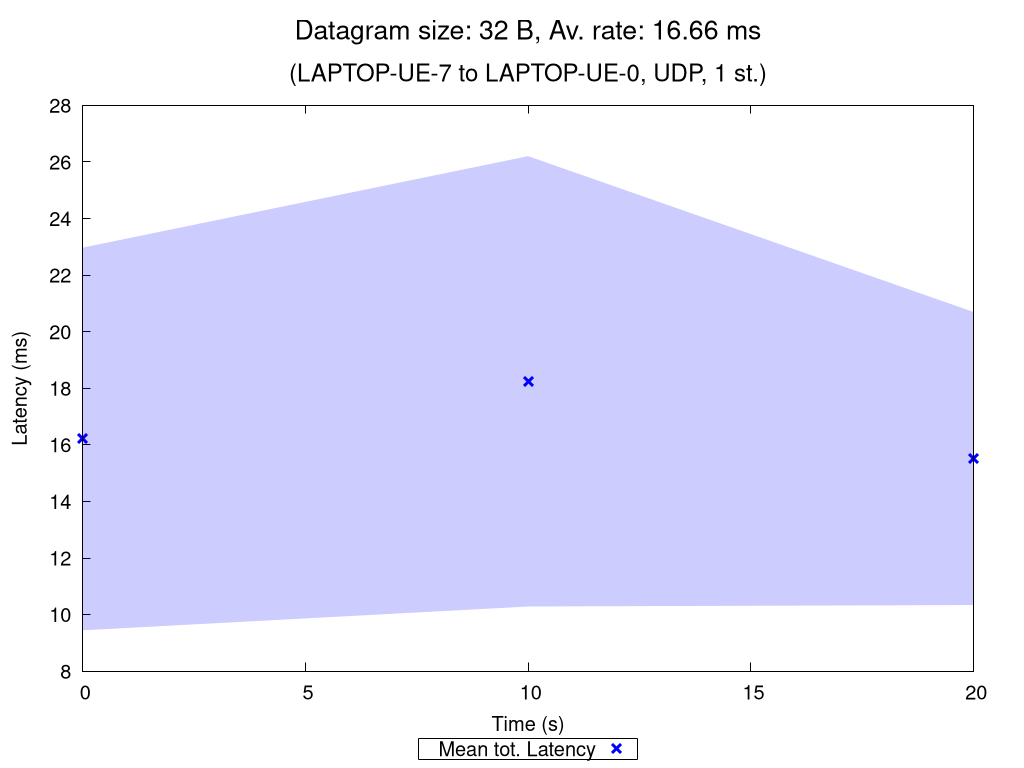 Datagram size: 32 B, Av. rate: 16.66 ms
(LAPTOP-UE-7 to LAPTOP-UE-0, UDP, 1 st.)
28
26
24
22
20
18
16
14
12
10
8
Latency (ms)
0 5 10 15 20
Time (s)
Mean tot. Latency